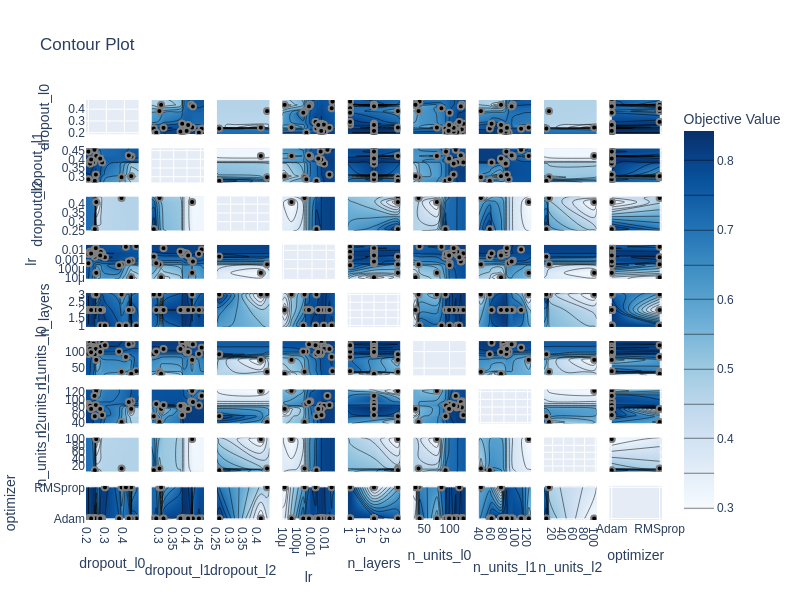 Contour Plot
Objective Value
0.8
0.7
0.6
0.5
0.4
0.3
dropout_l0
0.4
0.3
0.2
dropout_l1
0.45
0.4
0.35
0.3
dropout_l2
0.4
0.35
0.3
0.25
lr
0.01
0.001
100μ
10μ
n_layers
3
2.5
2
1.5
1
n_units_l0
100
50
n_units_l1
120
100
80
60
40
n_units_l2
100
80
60
40
20
optimizer
RMSprop
Adam
0.2
0.3
0.4
0.3
0.35
0.4
0.45
0.25
0.3
0.35
0.4
10μ
100μ
0.001
0.01
1
1.5
2
2.5
3
50
100
40
60
80
100
120
20
40
60
80
100
Adam
RMSprop
dropout_l0
dropout_l1
dropout_l2
lr
n_layers
n_units_l0
n_units_l1
n_units_l2
optimizer